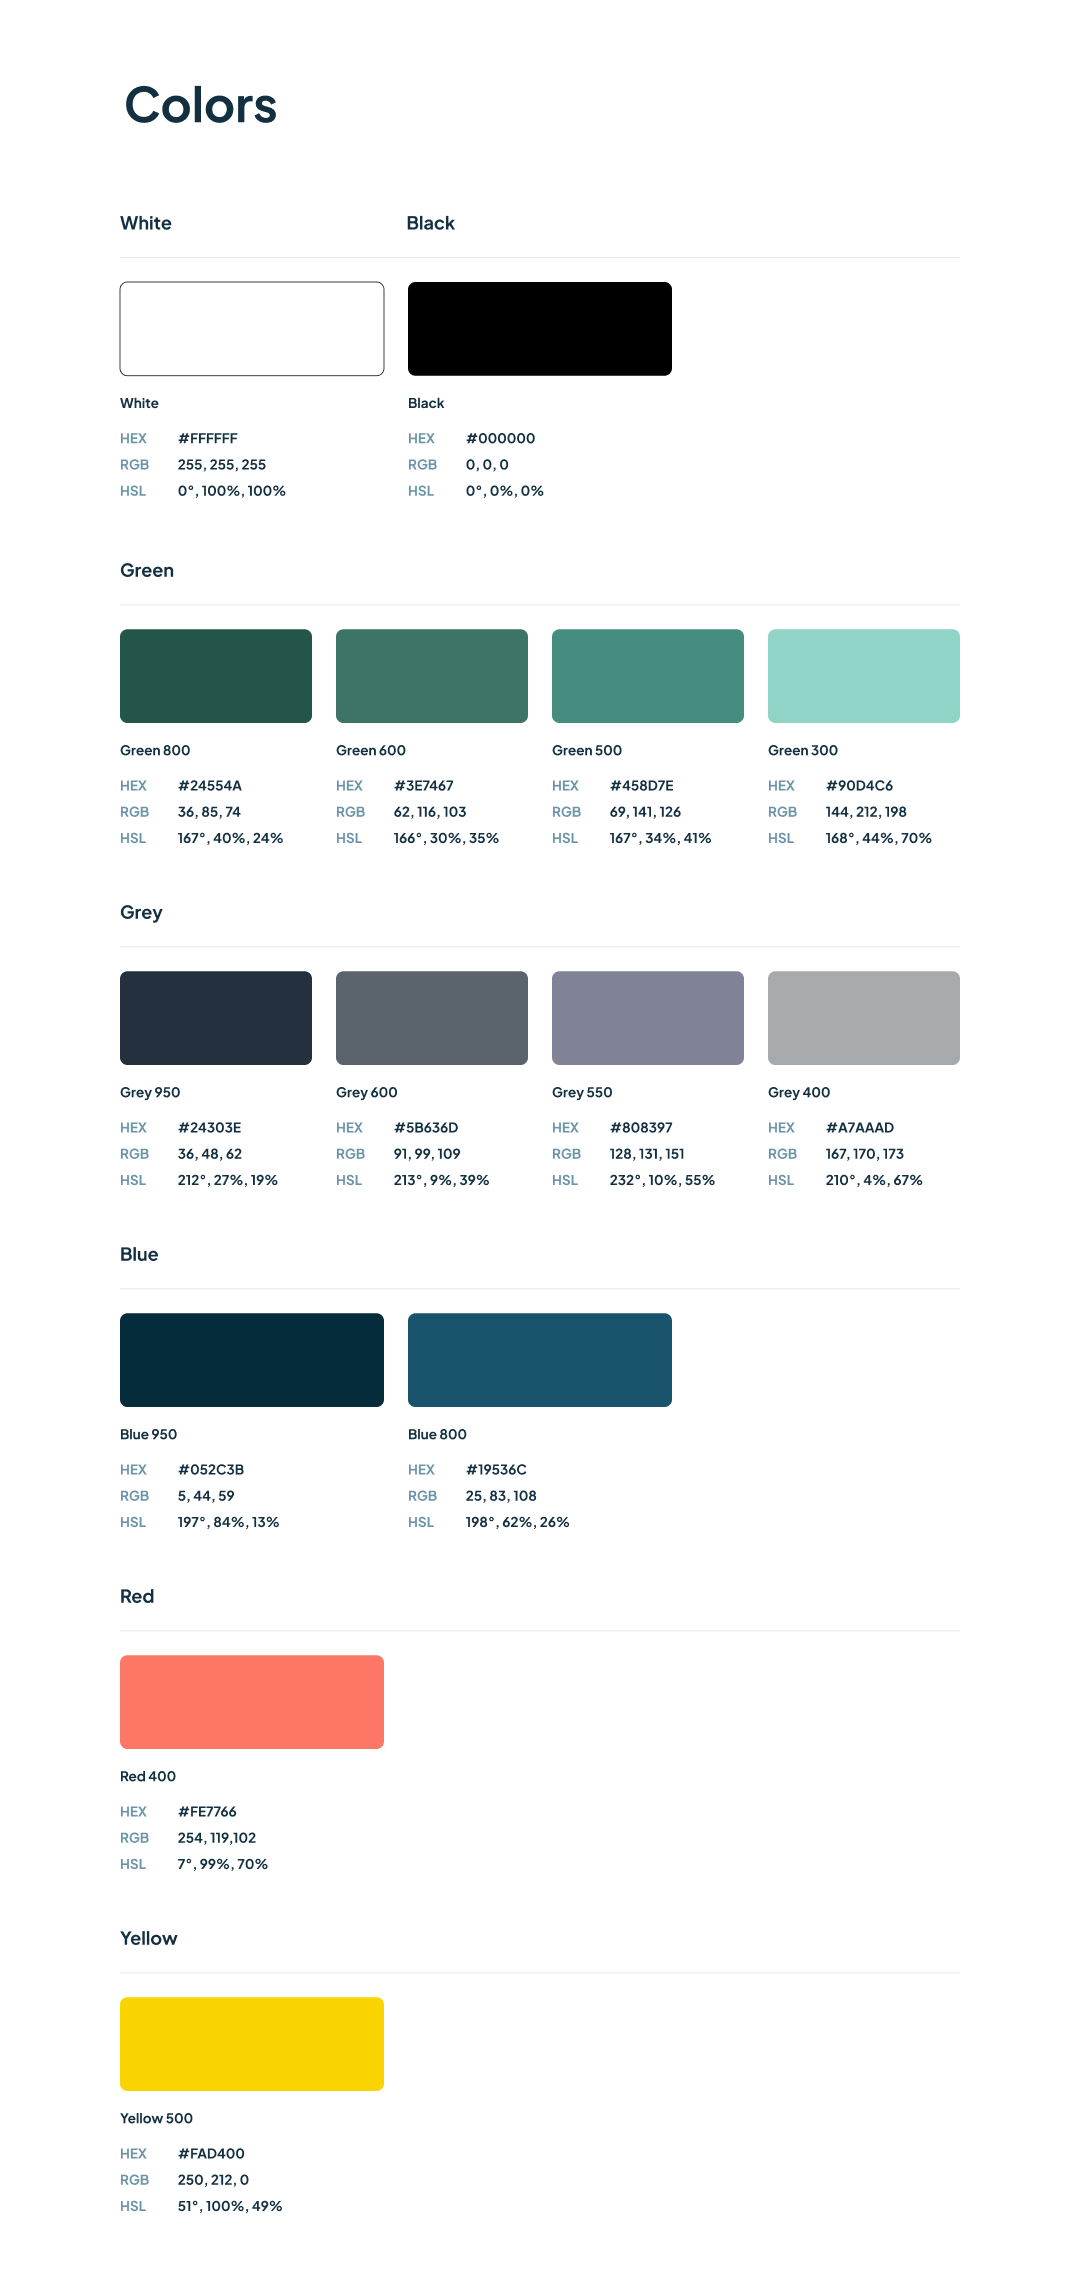 Colors
White Black
White Black
HEX #FFFFFF HEX #000000
RGB 255, 255, 255 RGB 0, 0, 0
HSL 0°, 100%, 100% HSL 0°, 0%, 0%
Green
Green 800 Green 600 Green 500 Green 300
HEX #24554A HEX #3E7467 HEX #458D7E HEX #90D4C6
RGB 36, 85, 74 RGB 62, 116, 103 RGB 69, 141, 126 RGB 144, 212, 198
HSL 167°, 40%, 24% HSL 166°, 30%, 35% HSL 167°, 34%, 41% HSL 168°, 44%, 70%
Grey
Grey 950 Grey 600 Grey 550 Grey 400
HEX #24303E HEX #5B636D HEX #808397 HEX #A7AAAD
RGB 36, 48, 62 RGB 91, 99, 109 RGB 128, 131, 151 RGB 167, 170, 173
HSL 212°, 27%, 19% HSL 213°, 9%, 39% HSL 232°, 10%, 55% HSL 210°, 4%, 67%
Blue
Blue 950 Blue 800
HEX #052C3B HEX #19536C
RGB 5, 44, 59 RGB 25, 83, 108
HSL 197°, 84%, 13% HSL 198°, 62%, 26%
Red
Red 400
HEX #FE7766
RGB 254, 119,102
HSL 7°, 99%, 70%
Yellow
Yellow 500
HEX #FAD400
RGB 250, 212, 0
HSL 51°, 100%, 49%